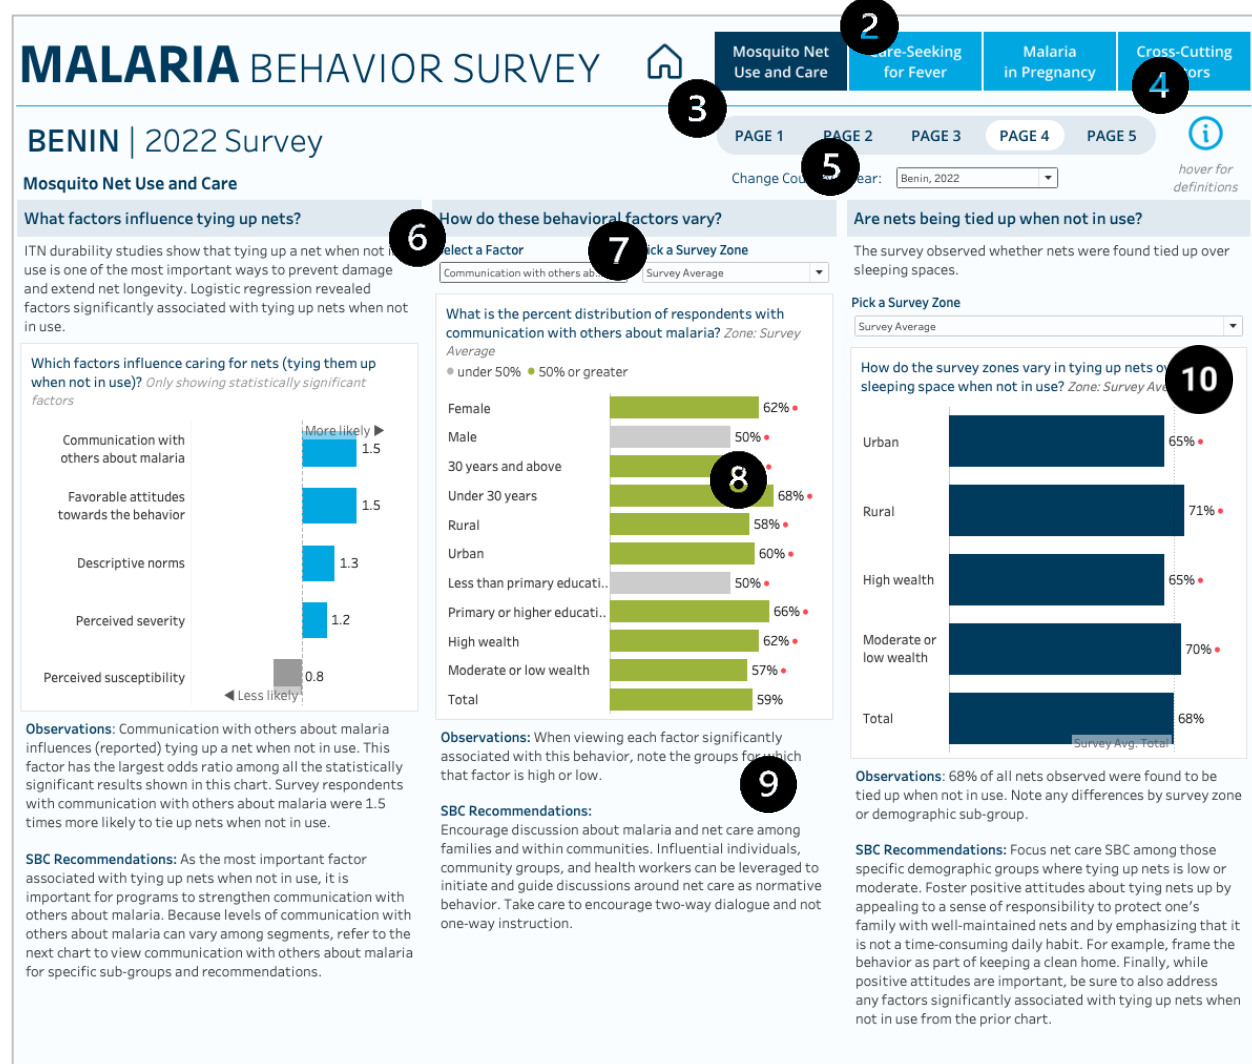 MALARIA BEHAVIOR SURVEY
Mosquito Net
Use and Care
2
re-Seeking
for Fever
Malaria
in Pregnancy
Cross-Cutting
ors
4
3
BENIN | 2022 Survey
PAGE 1
PAGE 2
PAGE 3
PAGE 4
PAGE 5
i
hover for
definitions
5
Change Cou
ear:
Benin, 2022
Mosquito Net Use and Care
What factors influence tying up nets?
ITN durability studies show that tying up a net when not
use is one of the most important ways to prevent damage
and extend net longevity. Logistic regression revealed
factors significantly associated with tying up nets when not
in use.
Which factors influence caring for nets (tying them up
when not in use)? Only showing statistically significant
factors
More likely ▶
Communication with
others about malaria
1.5
Favorable attitudes
towards the behavior
1.5
Descriptive norms
1.3
Perceived severity
1.2
Perceived susceptibility
0.8
◀ Less likely
Observations: Communication with others about malaria
influences (reported) tying up a net when not in use. This
factor has the largest odds ratio among all the statistically
significant results shown in this chart. Survey respondents
with communication with others about malaria were 1.5
times more likely to tie up nets when not in use.
SBC Recommendations: As the most important factor
associated with tying up nets when not in use, it is
important for programs to strengthen communication with
others about malaria. Because levels of communication with
others about malaria can vary among segments, refer to the
next chart to view communication with others about malaria
for specific sub-groups and recommendations.
6
How do these behavioral factors vary?
elect a Factor
7
ick a Survey Zone
Communication with others ab..
Survey Average
What is the percent distribution of respondents with
communication with others about malaria? Zone: Survey
Average
under 50% 50% or greater
Female 62%
Male 50%
30 years and above
8
Under 30 years 68%
Rural 58%
Urban 60%
Less than primary educati.. 50%
Primary or higher educati.. 66%
High wealth 62%
Moderate or low wealth 57%
Total 59%
Observations: When viewing each factor significantly
associated with this behavior, note the groups for which
that factor is high or low.
9
SBC Recommendations:
Encourage discussion about malaria and net care among
families and within communities. Influential individuals,
community groups, and health workers can be leveraged to
initiate and guide discussions around net care as normative
behavior. Take care to encourage two-way dialogue and not
one-way instruction.
Are nets being tied up when not in use?
The survey observed whether nets were found tied up over
sleeping spaces.
Pick a Survey Zone
Survey Average
How do the survey zones vary in tying up nets ov
sleeping space when not in use? Zone: Survey Ave
10
Urban 65%
Rural 71%
High wealth 65%
Moderate or
low wealth
70%
Total 68%
Survey Avg. Total
Observations: 68% of all nets observed were found to be
tied up when not in use. Note any differences by survey zone
or demographic sub-group.
SBC Recommendations: Focus net care SBC among those
specific demographic groups where tying up nets is low or
moderate. Foster positive attitudes about tying nets up by
appealing to a sense of responsibility to protect one's
family with well-maintained nets and by emphasizing that it
is not a time-consuming daily habit. For example, frame the
behavior as part of keeping a clean home. Finally, while
positive attitudes are important, be sure to also address
any factors significantly associated with tying up nets when
not in use from the prior chart.